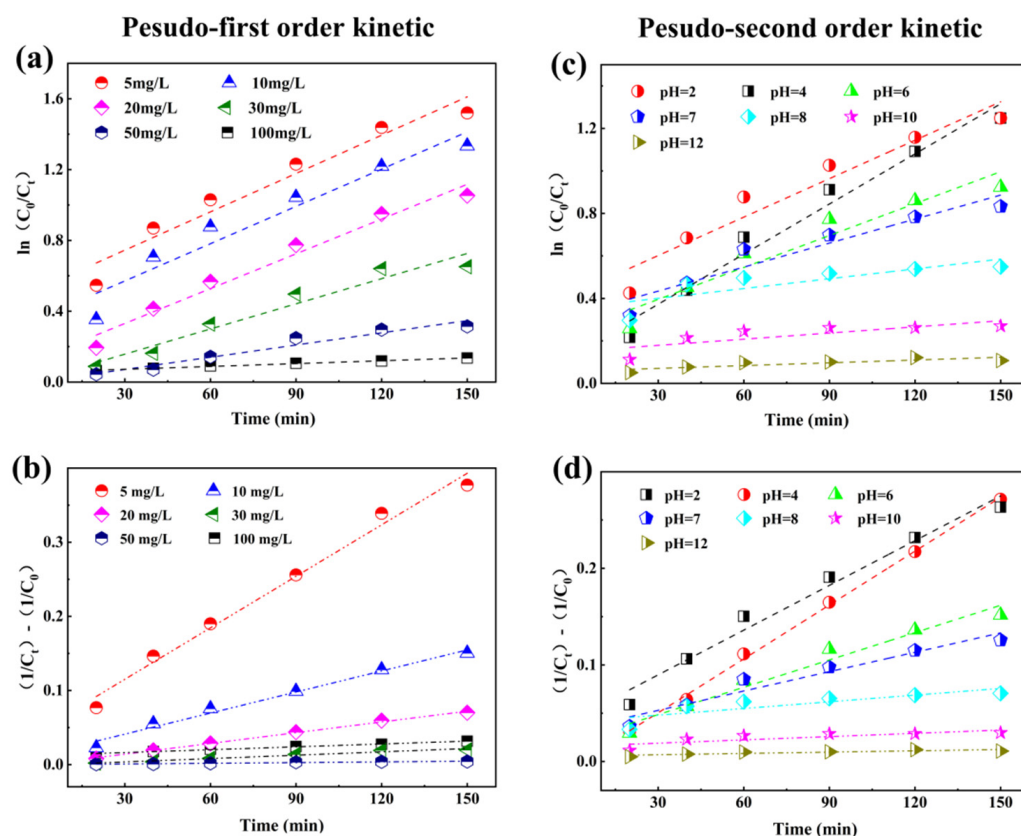 Pesudo-first order kinetic
Pesudo-second order kinetic
(a)
5mg/L 10mg/L
20mg/L 30mg/L
50mg/L 100mg/L
1.6
1.2
0.8
0.4
0.0
ln (C0/Ct)
30 60 90 120 150
Time (min)
(c)
pH=2 pH=4 pH=6
pH=7 pH=8 pH=10
pH=12
1.2
0.8
0.4
0.0
ln (C0/Ct)
30 60 90 120 150
Time (min)
(b)
5 mg/L 10 mg/L
20 mg/L 30 mg/L
50 mg/L 100 mg/L
0.3
0.2
0.1
0.0
(1/Ct) - (1/C0)
30 60 90 120 150
Time (min)
(d)
pH=2 pH=4 pH=6
pH=7 pH=8 pH=10
pH=12
0.2
0.1
0.0
(1/Ct) - (1/C0)
30 60 90 120 150
Time (min)